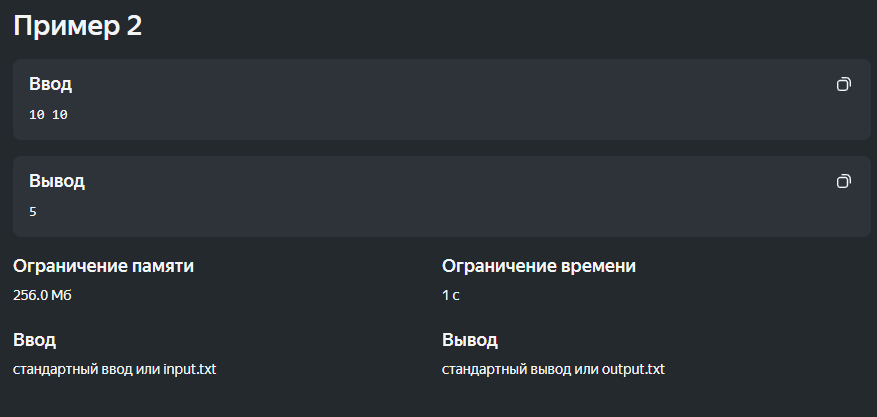 Пример 2
Ввод
10 10
Вывод
5
Ограничение памяти
256.0 Мб
Ограничение времени
1 с
Ввод
стандартный ввод или input.txt
Вывод
стандартный вывод или output.txt